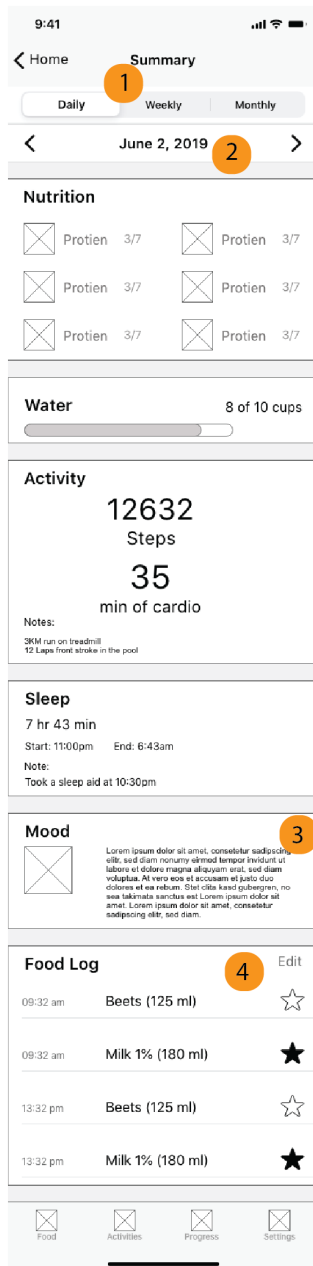 9:41
Home Summary
1
Daily Weekly Monthly
June 2, 2019 2
Nutrition
Protien 3/7 Protien 3/7
Protien 3/7 Protien 3/7
Protien 3/7 Protien 3/7
Water 8 of 10 cups
Activity
12632
Steps
35
min of cardio
Notes:
3KM run on treadmill
12 Laps front stroke in the pool
Sleep
7 hr 43 min
Start: 11:00pm End: 6:43am
Note:
Took a sleep aid at 10:30pm
Mood 3
Lorem ipsum dolor sit amet, consetetur sadipscing
elitr, sed diam nonumy eirmod tempor invidunt ut
labore et dolore magna aliquyam erat, sed diam
voluptua. At vero eos et accusam et justo duo
dolores et ea rebum. Stet clita kasd gubergren, no
sea takimata sanctus est Lorem ipsum dolor sit
amet. Lorem ipsum dolor sit amet, consetetur
sadipscing elitr, sed diam.
Food Log 4 Edit
09:32 am Beets (125 ml)
09:32 am Milk 1% (180 ml)
13:32 pm Beets (125 ml)
13:32 pm Milk 1% (180 ml)
Food Activities Progress Settings